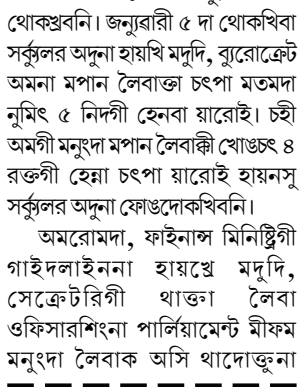 থোকখ্রবনি। জনুৱারী ৫ দা থোকখিবা
সর্ক্যুলর অদুনা হায়খি মদুদি, ব্যুরোক্রেট
অমনা মপান লৈবাক্তা চৎপা মতমদা
নুমিৎ ৫ নিদগী হেনবা য়ারোই। চহী
অমগী মনুংদা মপান লৈবাক্কী খোঙচৎ ৪
রক্তগী হেন্না চৎপা য়ারোই হায়নসু
সর্ক্যুলর অদুনা ফোঙদোকখিবনি।
অমরোমদা, ফাইনান্স মিনিষ্ট্রিগী
গাইদলাইননা হায়খ্রে মদুদি,
সেক্রেটরিগী থাক্তা লৈবা
ওফিসারশিংনা পার্লিয়ামেন্ট মীফম
মনুংদা লৈবাক অসি থাদোক্তুনা